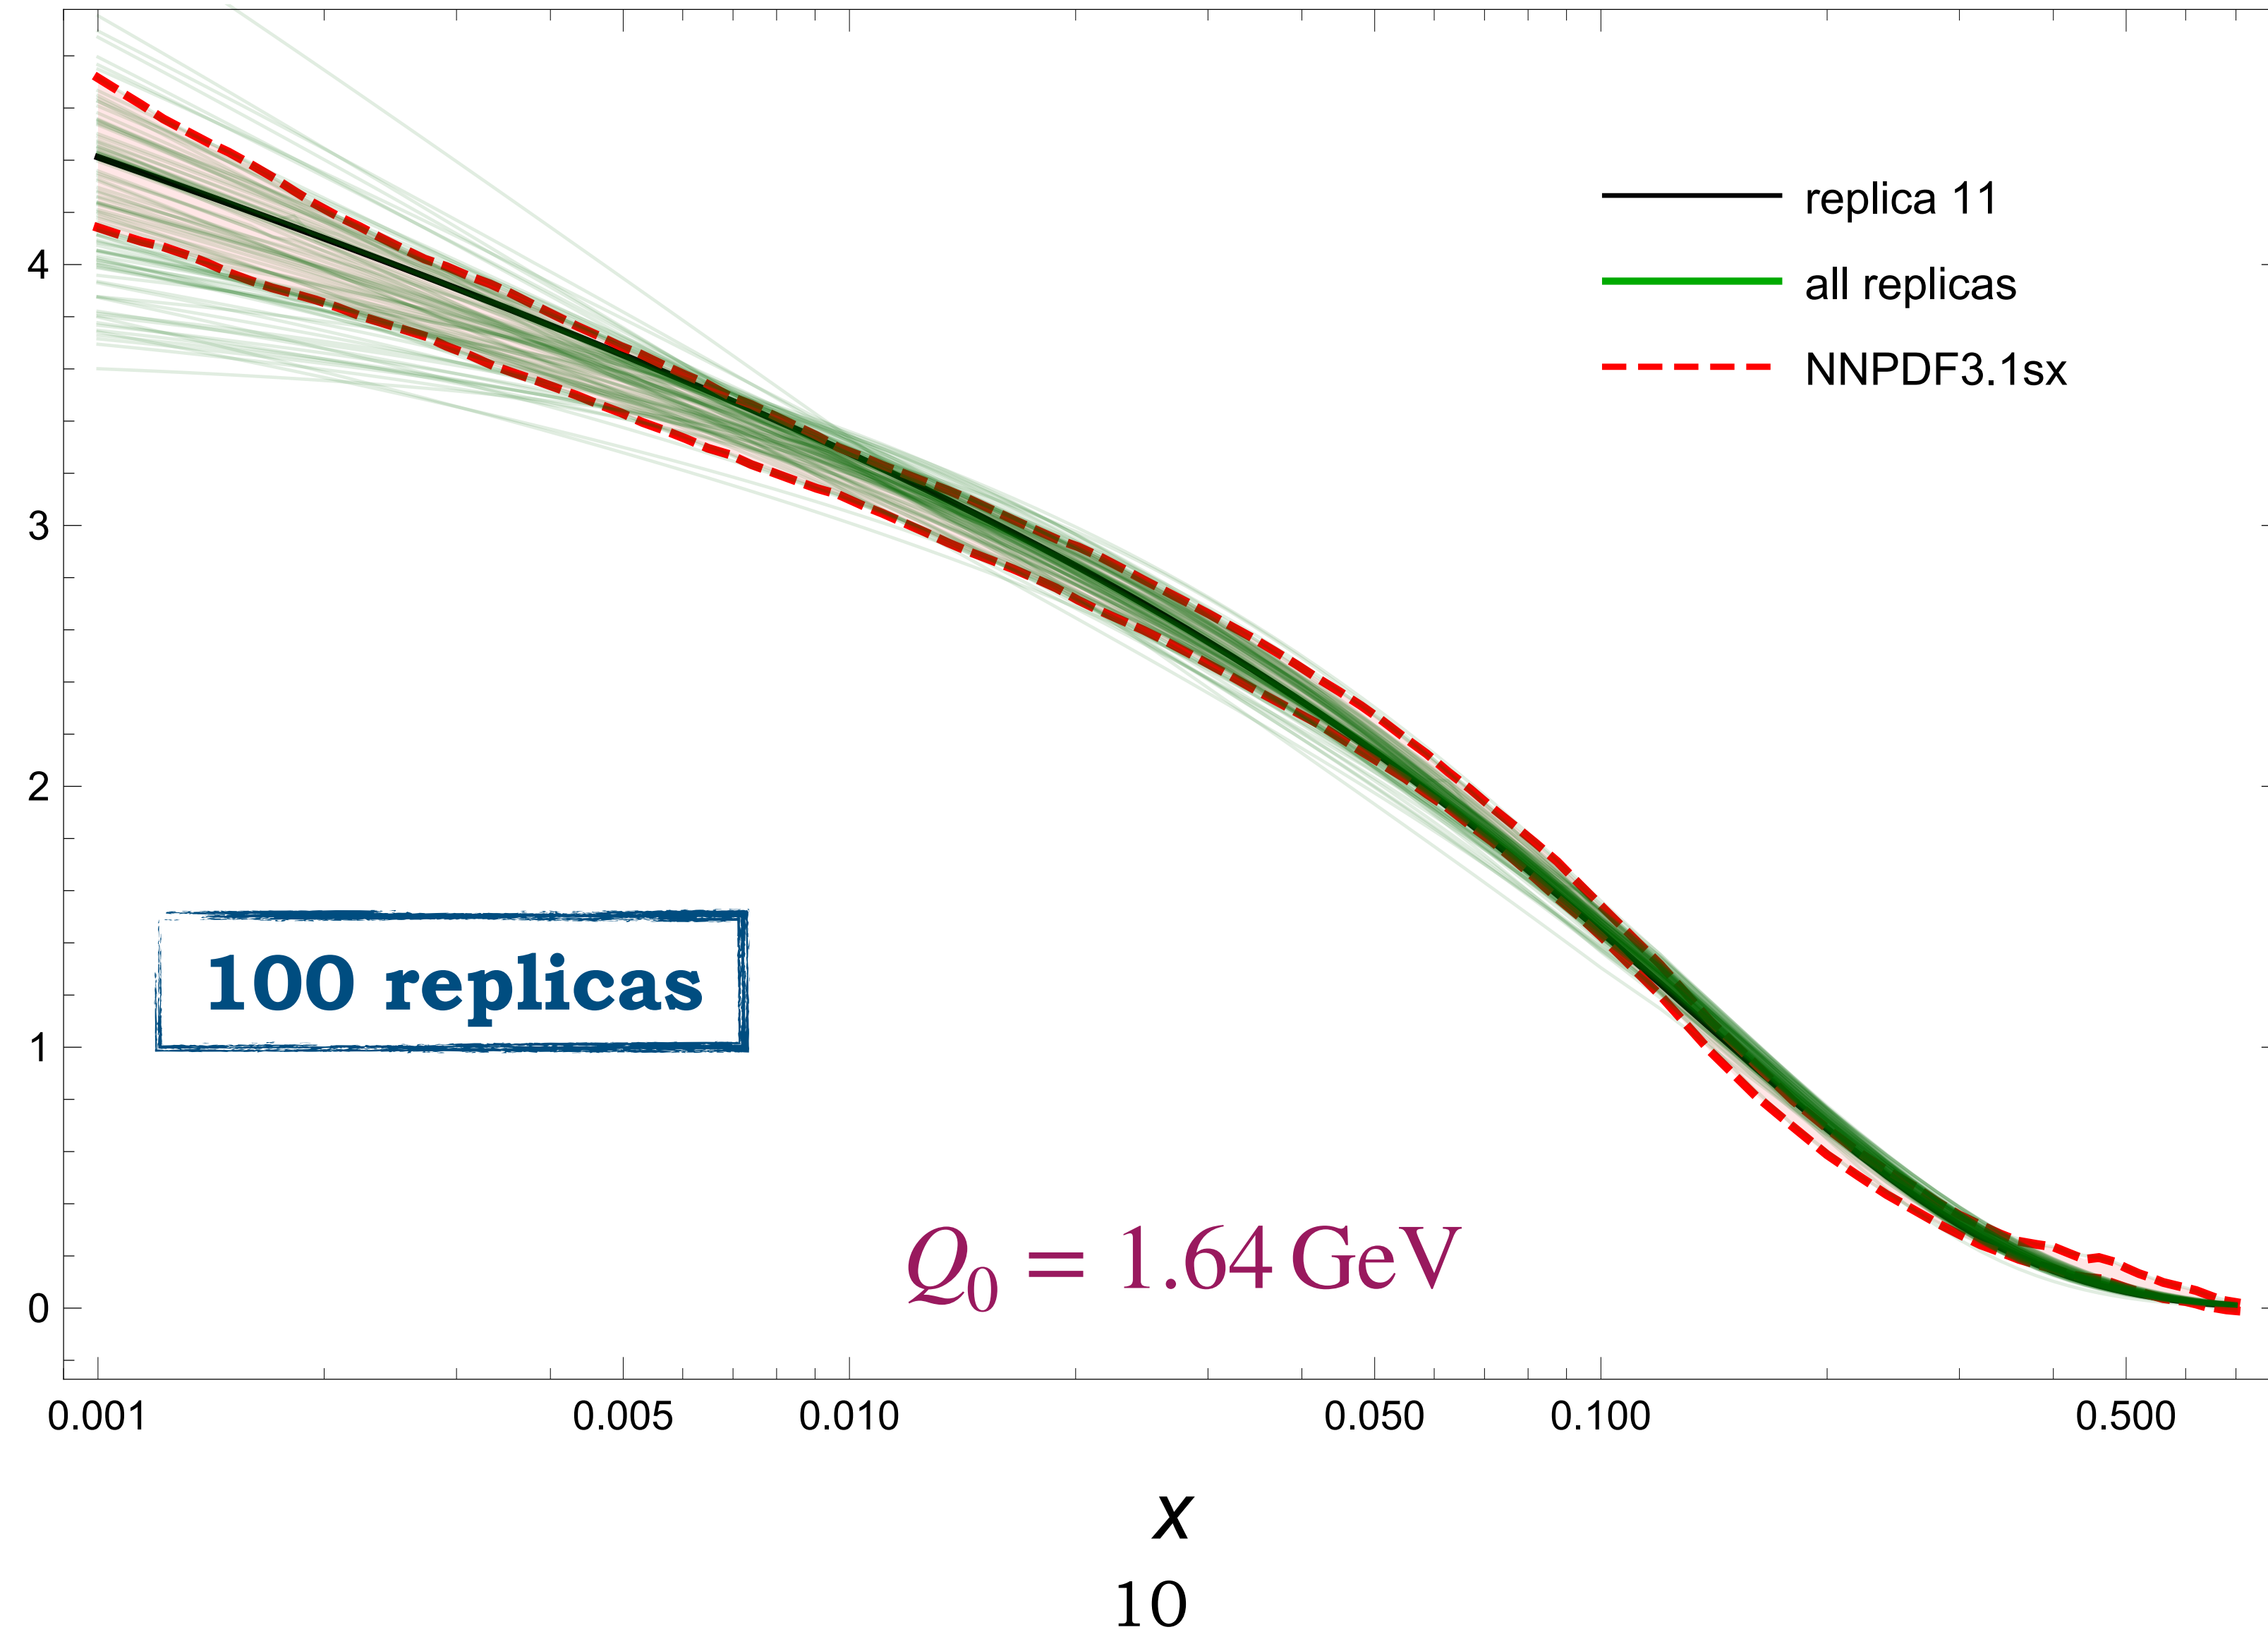 replica 11
all replicas
NNPDF3.1sx
4
3
2
1
0
100 replicas
Q₀ = 1.64 GeV
0.001 0.005 0.010 0.050 0.100 0.500
x
10